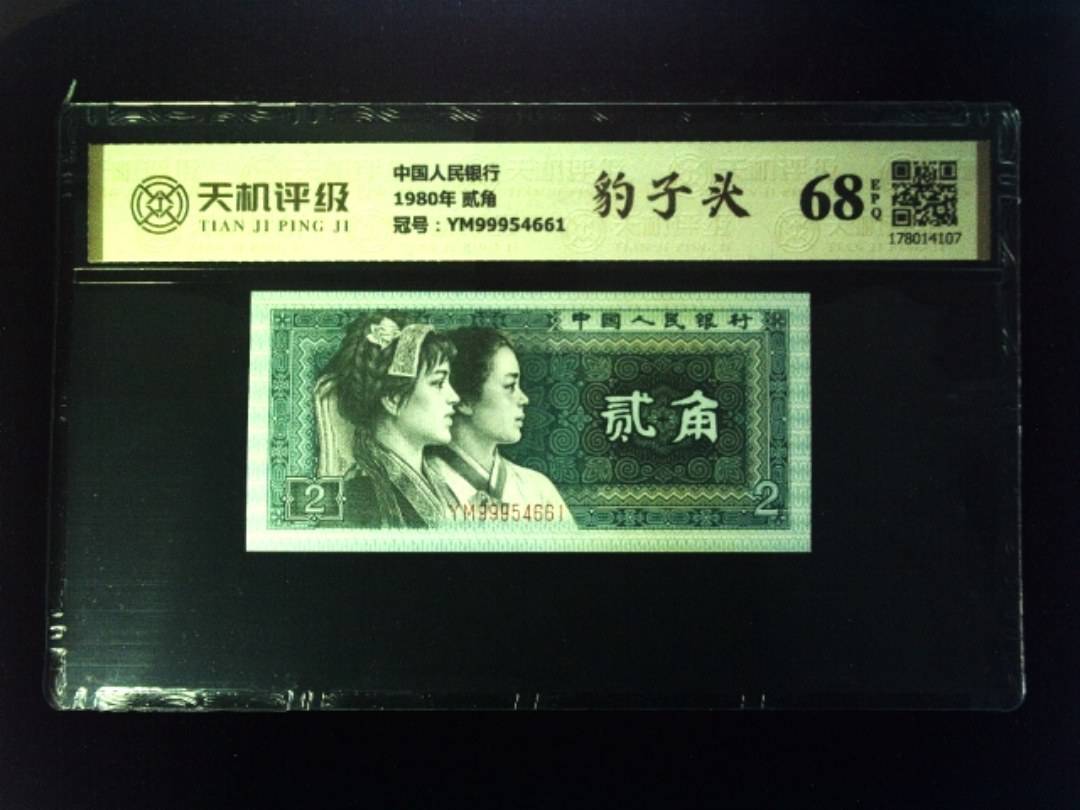 天机评级
TIAN JI PING JI
中国人民银行
1980年 贰角
冠号：YM99954661
豹子头
68
EPQ
178014107
中国人民银行
贰角
2
2
YM99954661